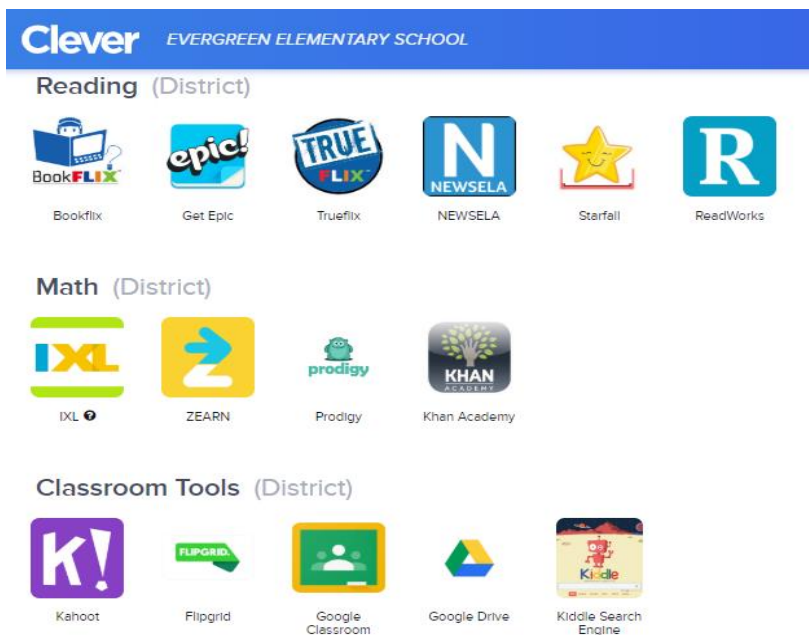 Clever EVERGREEN ELEMENTARY SCHOOL
Reading (District)
BookFLIX™ epic! TRUE FLIX™ N NEWSELA R
Bookflix Get Epic Trueflix NEWSELA Starfall ReadWorks
Math (District)
IXL prodigy KHAN ACADEMY
IXL ? ZEARN Prodigy Khan Academy
Classroom Tools (District)
K! FLIPGRID. Kiddle
Kahoot Flipgrid Google Classroom Google Drive Kiddle Search Engine